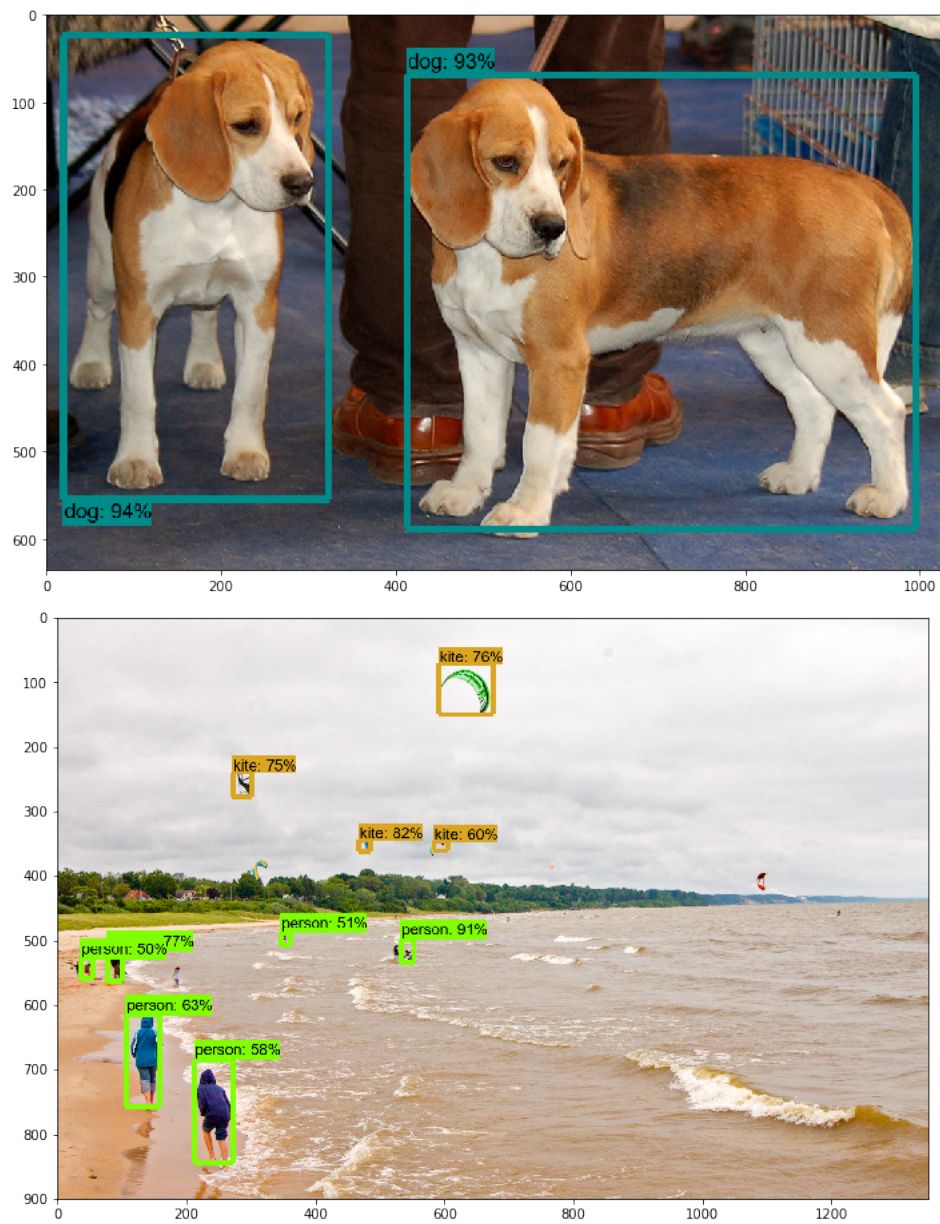 0
dog: 93%
100
200
300
400
500
dog: 94%
600
0 200 400 600 800 1000
0
kite: 76%
100
200
kite: 75%
300
kite: 82% kite: 60%
400
person: 51%
person: 91%
500
77%
person: 50%
600
person: 63%
person: 58%
700
800
900
0 200 400 600 800 1000 1200